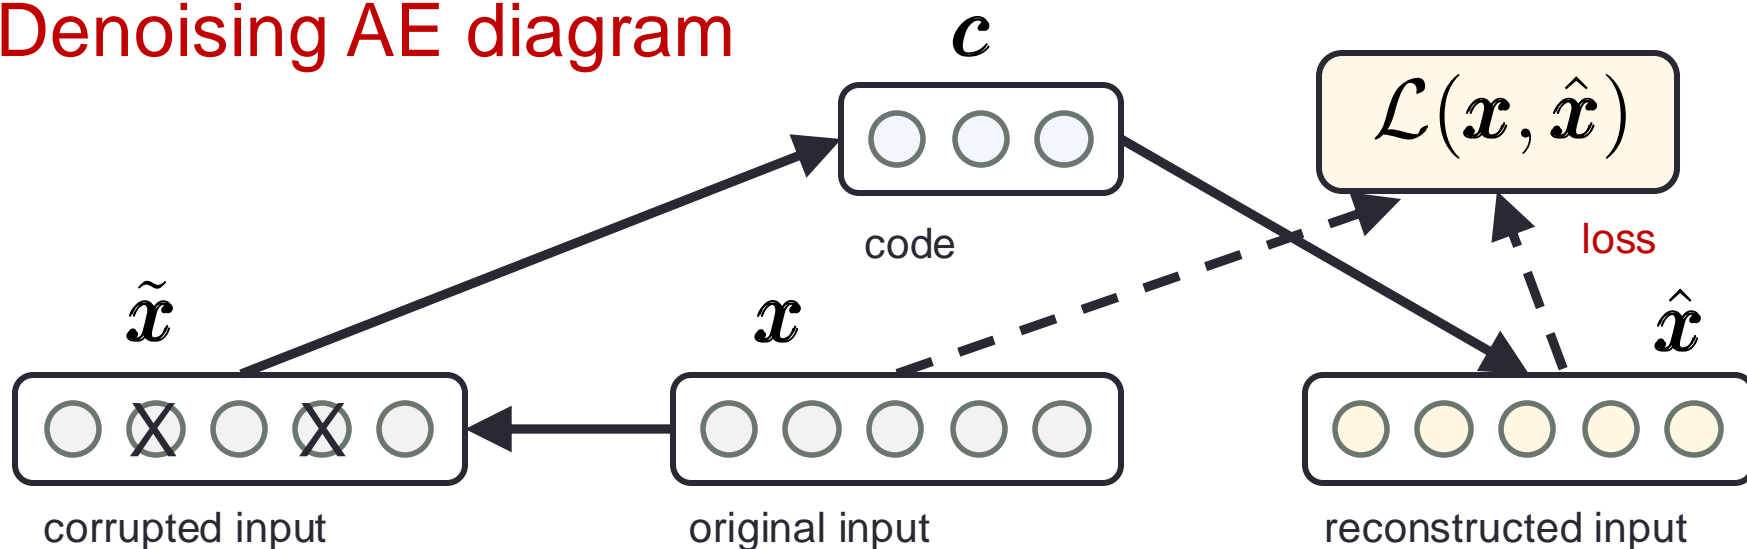 Denoising AE diagram
c
ℒ(x, x̂)
code
loss
x̃
x
x̂
X X
corrupted input
original input
reconstructed input